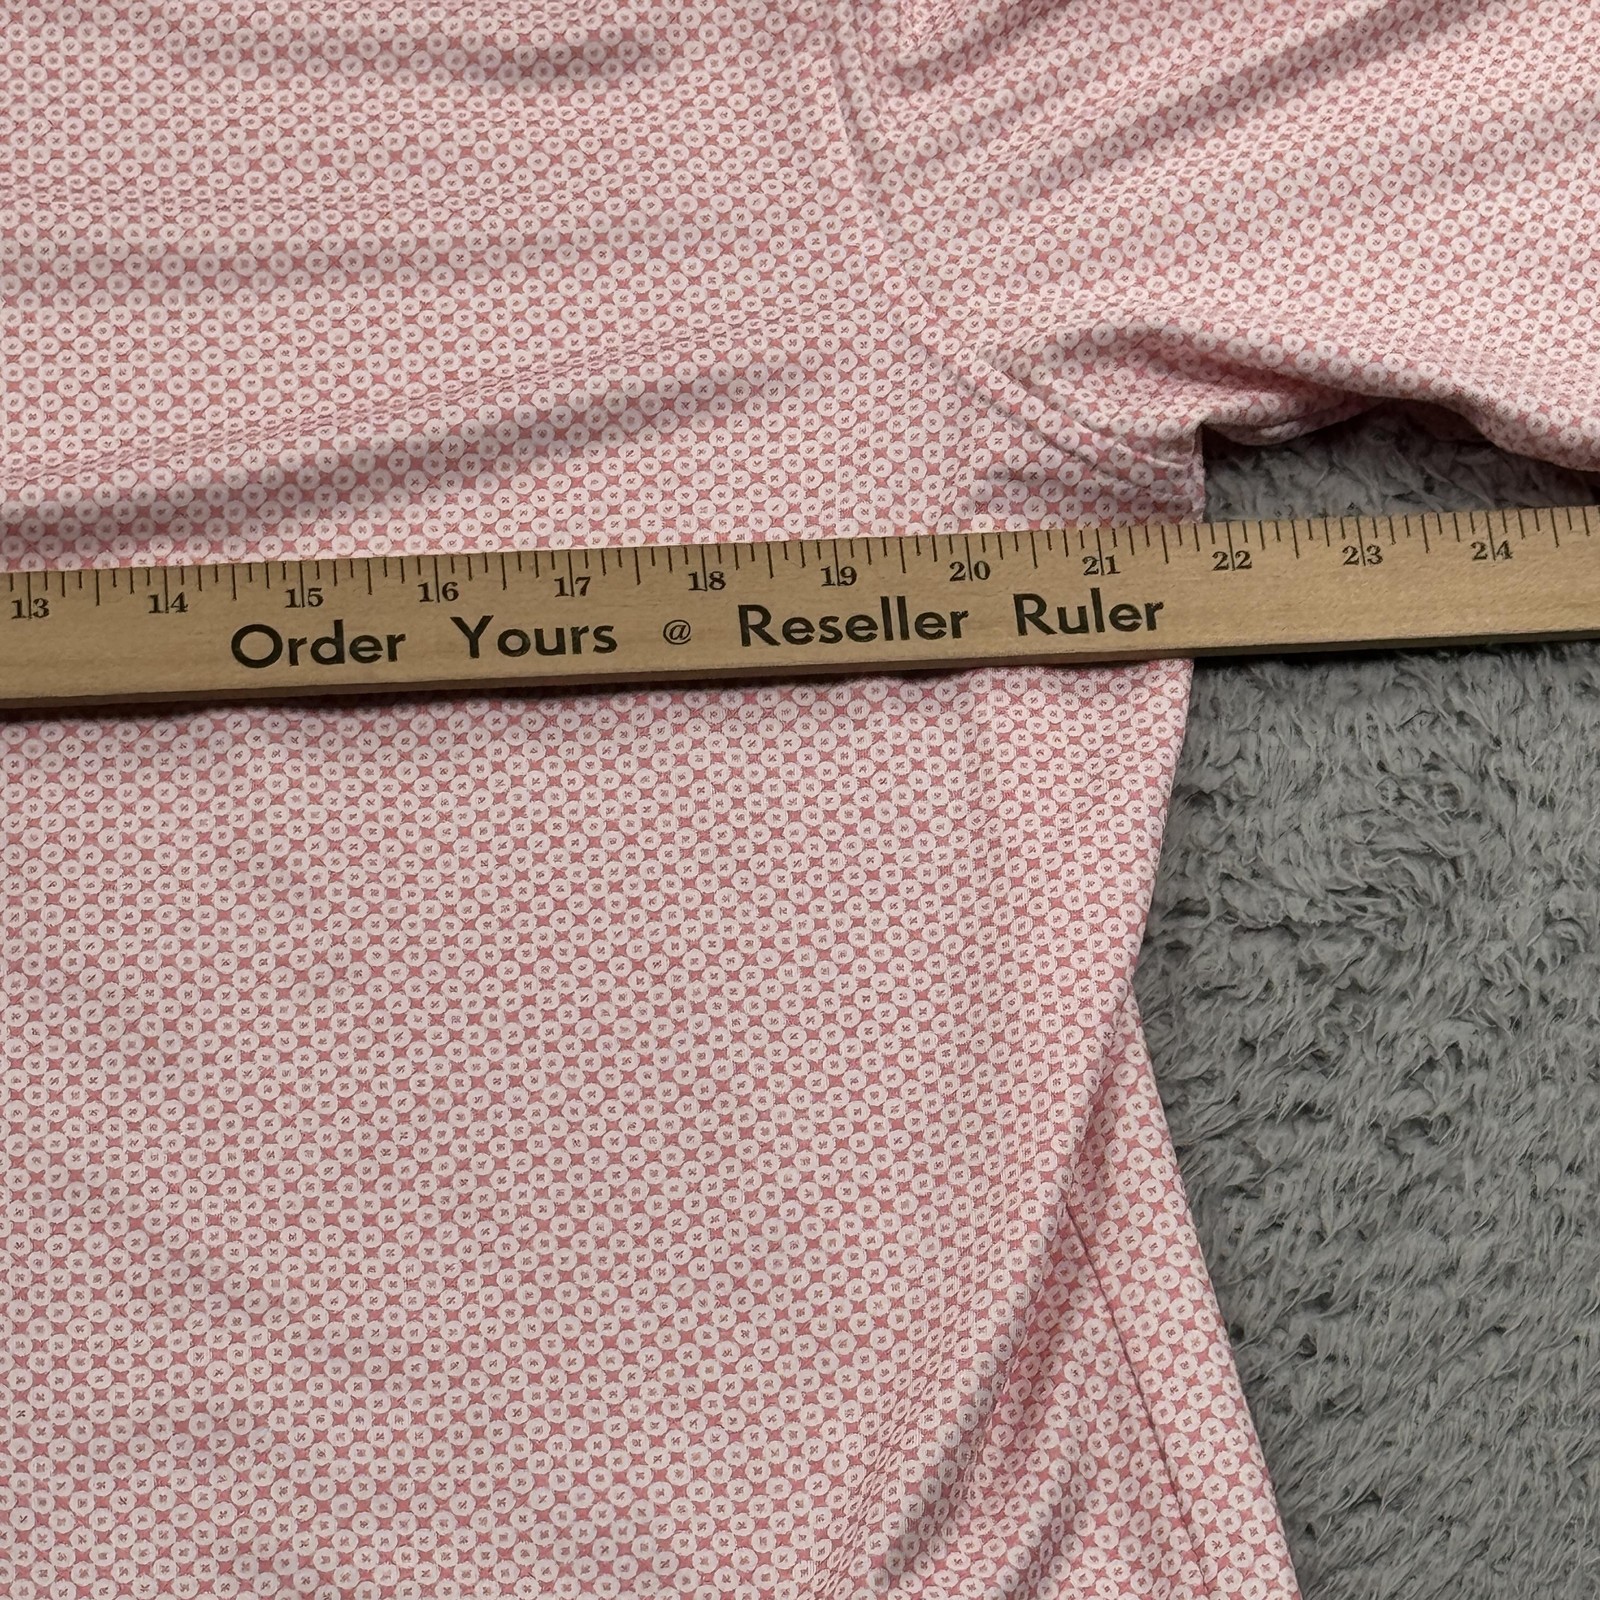 13 14 15 16 17 18 19 20 21 22 23 24
Order Yours @ Reseller Ruler